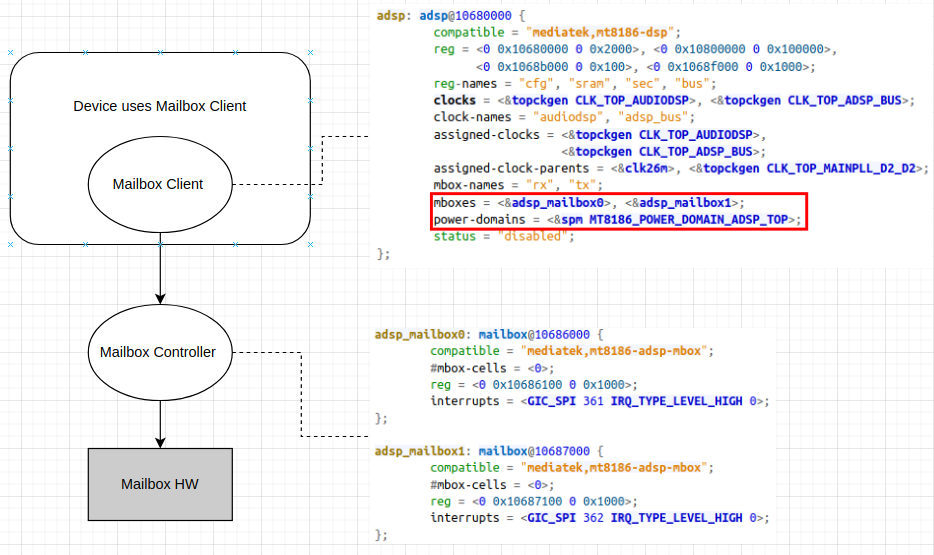 Device uses Mailbox Client
Mailbox Client
Mailbox Controller
Mailbox HW
adsp: adsp@10680000 {
compatible = "mediatek,mt8186-dsp";
reg = <0 0x10680000 0 0x2000>, <0 0x10800000 0 0x100000>,
<0 0x1068b000 0 0x100>, <0 0x1068f000 0 0x1000>;
reg-names = "cfg", "sram", "sec", "bus";
clocks = <&topckgen CLK_TOP_AUDIODSP>, <&topckgen CLK_TOP_ADSP_BUS>;
clock-names = "audiodsp", "adsp_bus";
assigned-clocks = <&topckgen CLK_TOP_AUDIODSP>,
<&topckgen CLK_TOP_ADSP_BUS>;
assigned-clock-parents = <&clk26m>, <&topckgen CLK_TOP_MAINPLL_D2_D2>;
mbox-names = "rx", "tx";
mboxes = <&adsp_mailbox0>, <&adsp_mailbox1>;
power-domains = <&spm MT8186_POWER_DOMAIN_ADSP_TOP>;
status = "disabled";
};
adsp_mailbox0: mailbox@10686000 {
compatible = "mediatek,mt8186-adsp-mbox";
#mbox-cells = <0>;
reg = <0 0x10686100 0 0x1000>;
interrupts = <GIC_SPI 361 IRQ_TYPE_LEVEL_HIGH 0>;
};
adsp_mailbox1: mailbox@10687000 {
compatible = "mediatek,mt8186-adsp-mbox";
#mbox-cells = <0>;
reg = <0 0x10687100 0 0x1000>;
interrupts = <GIC_SPI 362 IRQ_TYPE_LEVEL_HIGH 0>;
};